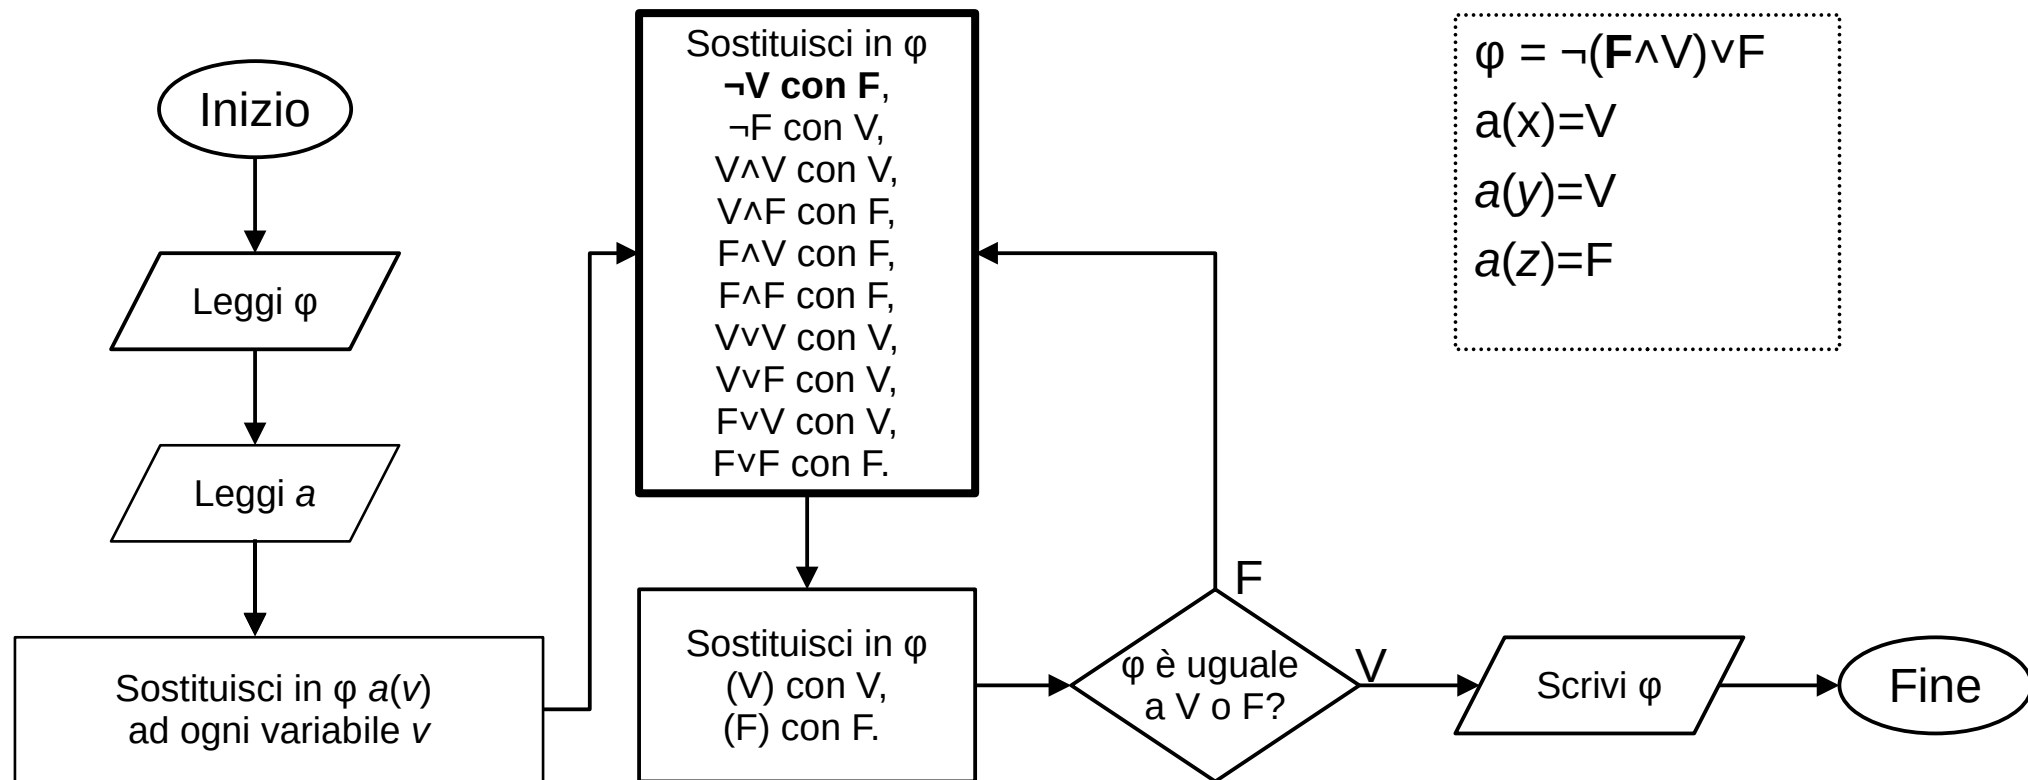 Inizio
Leggi φ
Leggi a
Sostituisci in φ a(v)
ad ogni variabile v
Sostituisci in φ
¬V con F,
¬F con V,
V∧V con V,
V∧F con F,
F∧V con F,
F∧F con F,
V∨V con V,
V∨F con V,
F∨V con V,
F∨F con F.
Sostituisci in φ
(V) con V,
(F) con F.
φ è uguale
a V o F?
F
V
Scrivi φ
Fine
φ = ¬(F∧V)∨F
a(x)=V
a(y)=V
a(z)=F